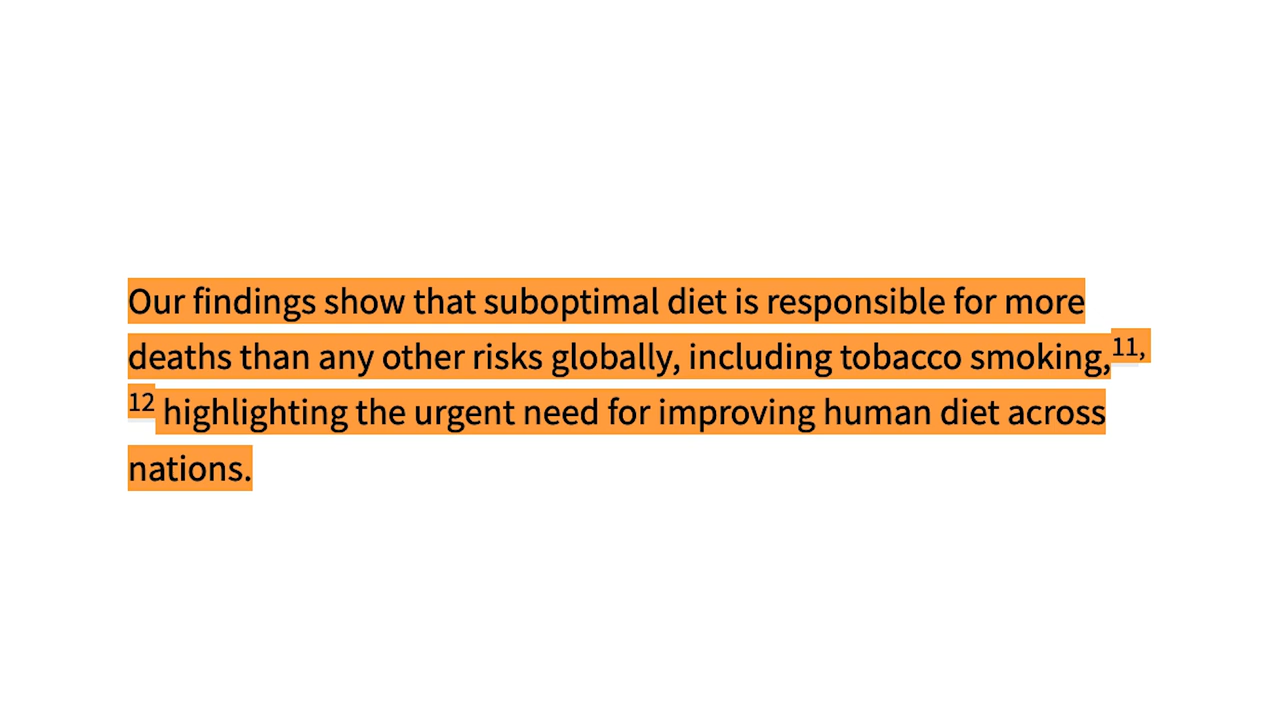 Our findings show that suboptimal diet is responsible for more
deaths than any other risks globally, including tobacco smoking,11,
12 highlighting the urgent need for improving human diet across
nations.